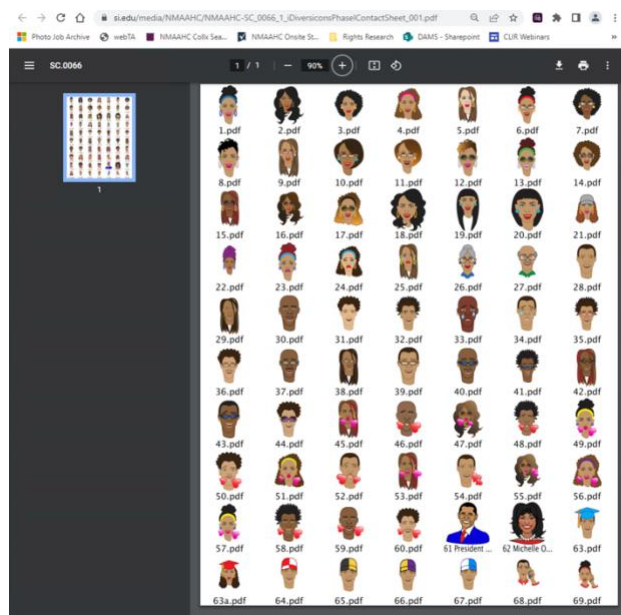 si.edu/media/NMAAHC/NMAAHC-SC_0066_1_iDiversiconsPhaseIContactSheet_001.pdf
Photo Job Archive webTA NMAAHC Collx Sea... NMAAHC Onsite St... Rights Research DAMS - Sharepoint CLIR Webinars »
SC.0066 1 / 1 — 90% +
1
1.pdf 2.pdf 3.pdf 4.pdf 5.pdf 6.pdf 7.pdf
8.pdf 9.pdf 10.pdf 11.pdf 12.pdf 13.pdf 14.pdf
15.pdf 16.pdf 17.pdf 18.pdf 19.pdf 20.pdf 21.pdf
22.pdf 23.pdf 24.pdf 25.pdf 26.pdf 27.pdf 28.pdf
29.pdf 30.pdf 31.pdf 32.pdf 33.pdf 34.pdf 35.pdf
36.pdf 37.pdf 38.pdf 39.pdf 40.pdf 41.pdf 42.pdf
43.pdf 44.pdf 45.pdf 46.pdf 47.pdf 48.pdf 49.pdf
50.pdf 51.pdf 52.pdf 53.pdf 54.pdf 55.pdf 56.pdf
57.pdf 58.pdf 59.pdf 60.pdf 61 President ... 62 Michelle O... 63.pdf
63a.pdf 64.pdf 65.pdf 66.pdf 67.pdf 68.pdf 69.pdf